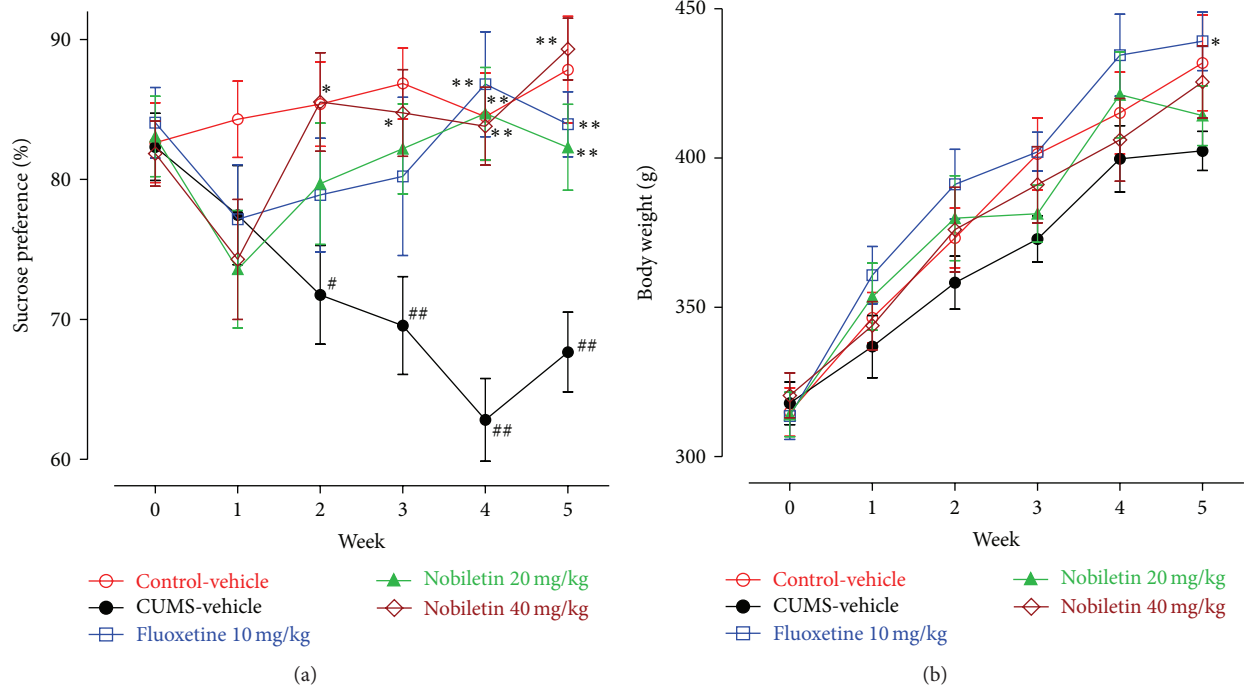 90
80
70
60
Sucrose preference (%)
*
*
**
**
**
**
**
**
#
##
##
##
0 1 2 3 4 5
Week
Control-vehicle
CUMS-vehicle
Fluoxetine 10 mg/kg
Nobiletin 20 mg/kg
Nobiletin 40 mg/kg
(a)
450
400
350
300
Body weight (g)
*
0 1 2 3 4 5
Week
Control-vehicle
CUMS-vehicle
Fluoxetine 10 mg/kg
Nobiletin 20 mg/kg
Nobiletin 40 mg/kg
(b)